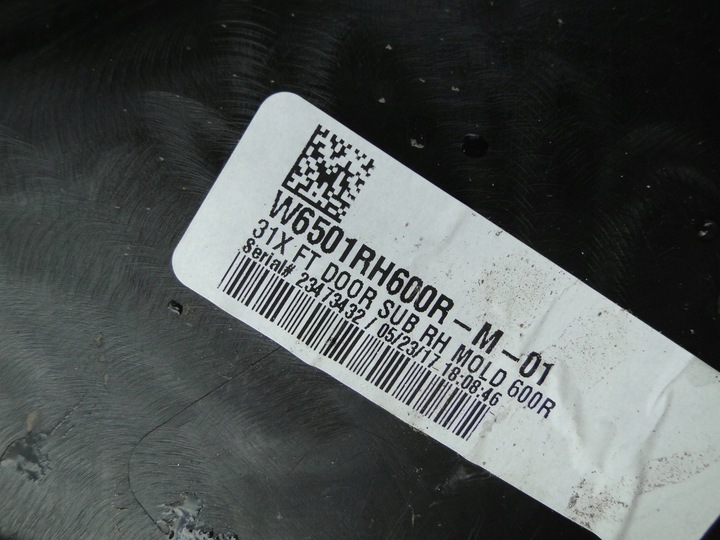 W6501RH600R-M-01
31X FT DOOR SUB RH MOLD 600R
Serial# 23473432 / 05/23/17 18:08:46